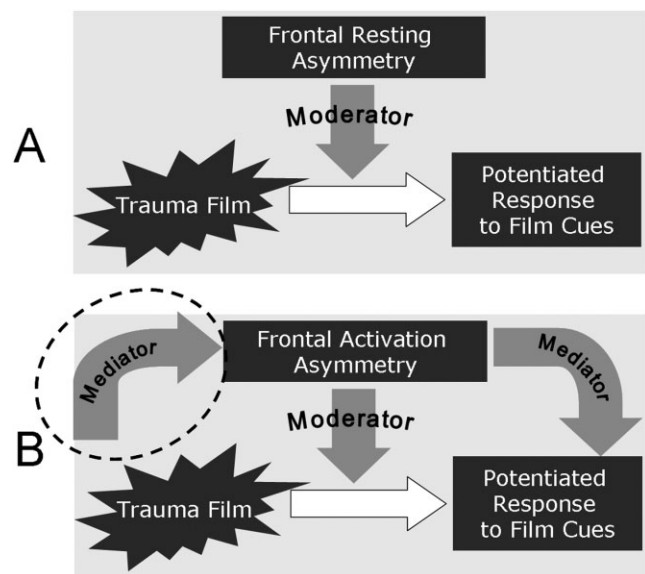 A
Frontal Resting
Asymmetry
Moderator
Trauma Film
Potentiated
Response
to Film Cues
B
Mediator
Frontal Activation
Asymmetry
Mediator
Moderator
Trauma Film
Potentiated
Response
to Film Cues